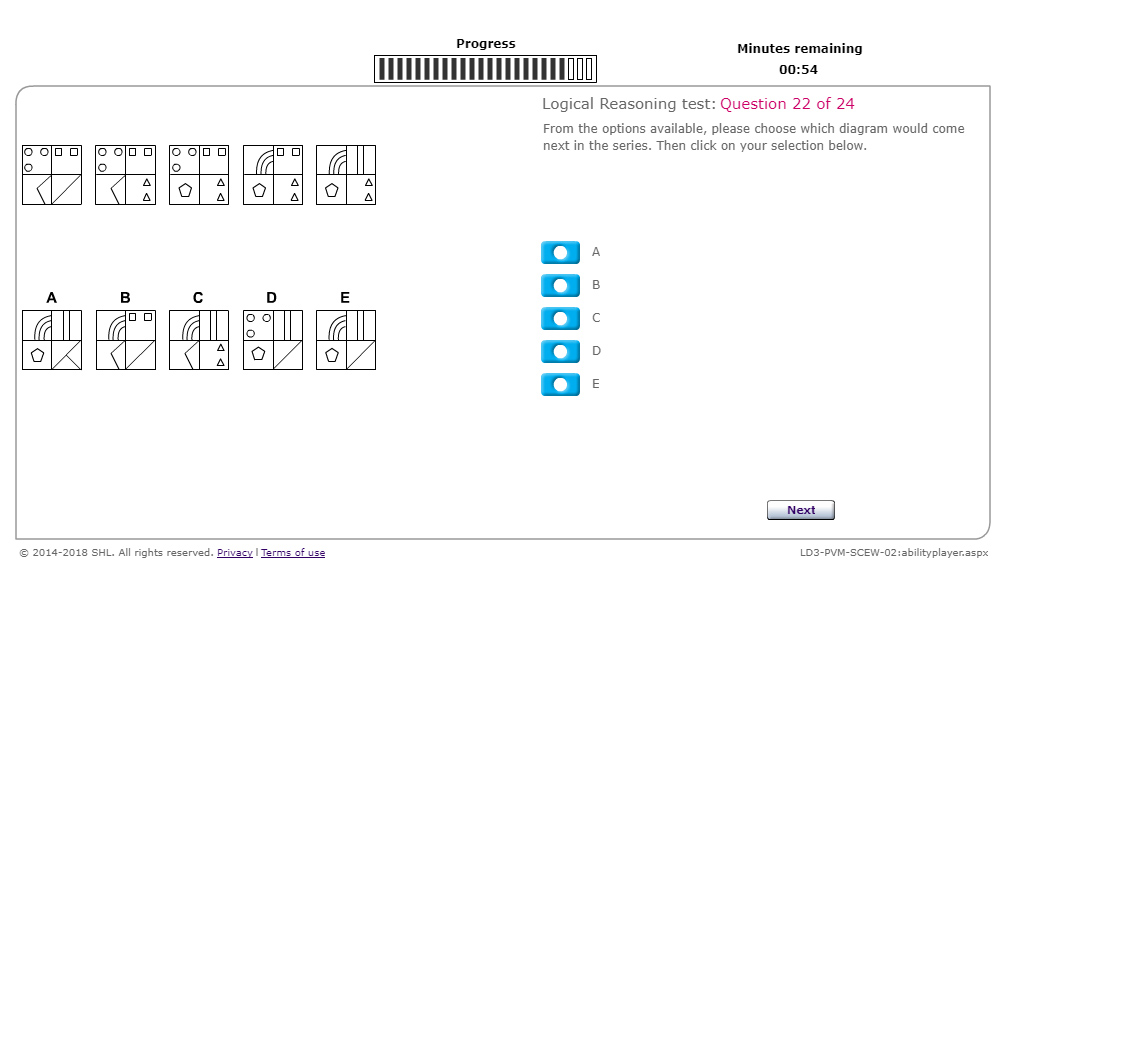 Progress
Minutes remaining
00:54
Logical Reasoning test: Question 22 of 24
From the options available, please choose which diagram would come
next in the series. Then click on your selection below.
A B C D E
A
B
C
D
E
Next
© 2014-2018 SHL. All rights reserved. Privacy | Terms of use
LD3-PVM-SCEW-02:abilityplayer.aspx